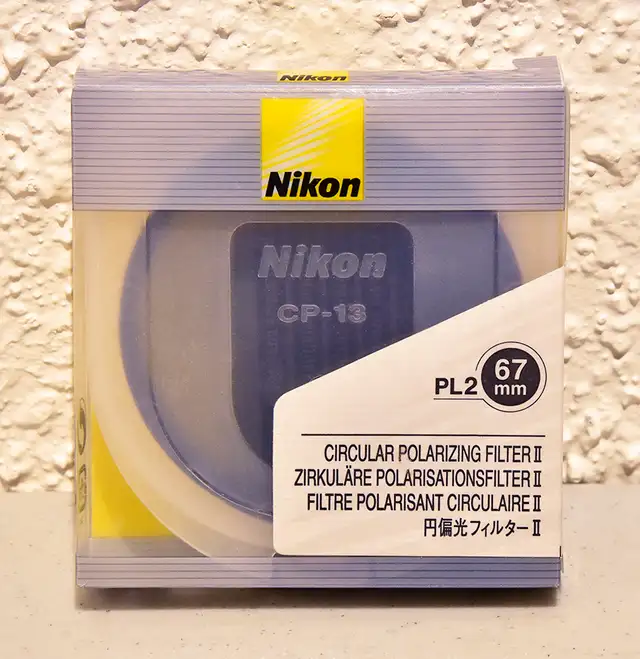 Nikon
Nikon
Nikon
CP-13
PL2
67
mm
CIRCULAR POLARIZING FILTER Ⅱ
ZIRKULÄRE POLARISATIONSFILTER Ⅱ
FILTRE POLARISANT CIRCULAIRE Ⅱ
円偏光フィルター Ⅱ